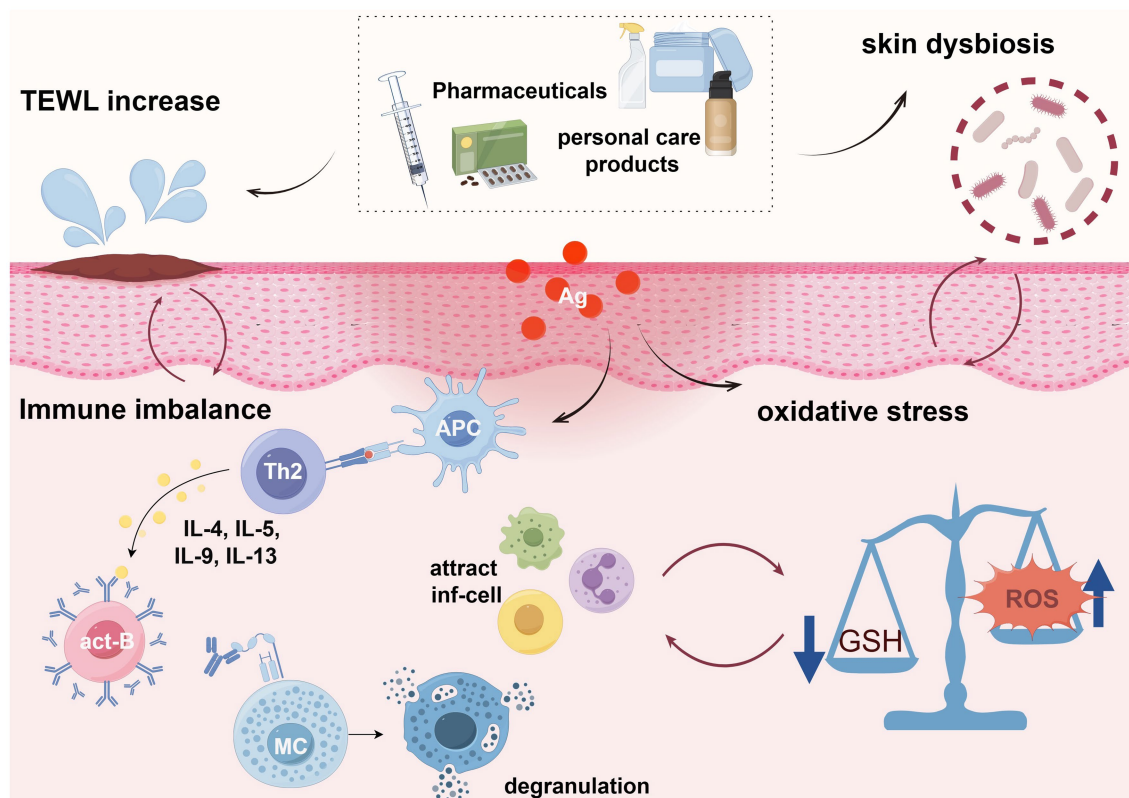 skin dysbiosis
TEWL increase
Pharmaceuticals
personal care
products
Ag
Immune imbalance
oxidative stress
APC
Th2
IL-4, IL-5,
IL-9, IL-13
attract
inf-cell
ROS
GSH
act-B
MC
degranulation